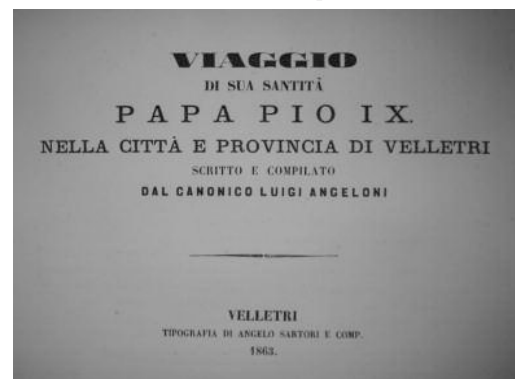 VIAGGIO
DI SUA SANTITÀ
PAPA PIO IX.
NELLA CITTÀ E PROVINCIA DI VELLETRI
SCRITTO E COMPILATO
DAL CANONICO LUIGI ANGELONI
VELLETRI
TIPOGRAFIA DI ANGELO SARTORI E COMP.
1863.